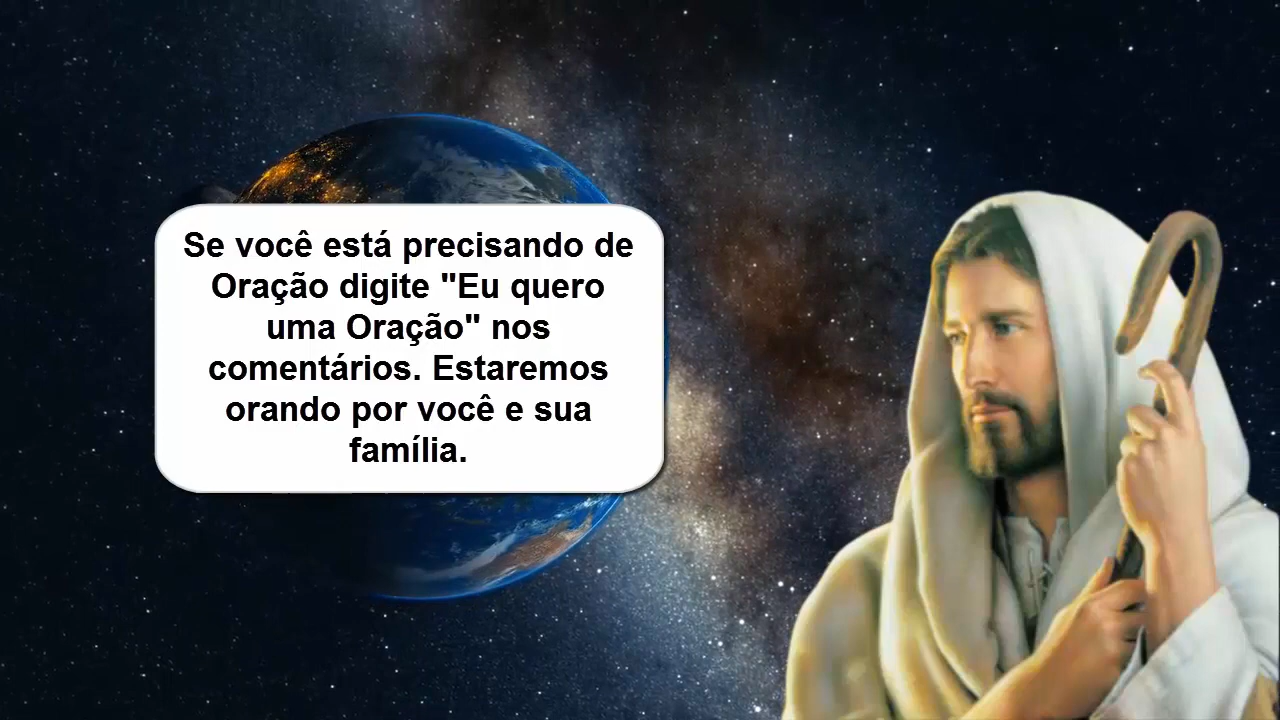 Se você está precisando de
Oração digite "Eu quero
uma Oração" nos
comentários. Estaremos
orando por você e sua
família.